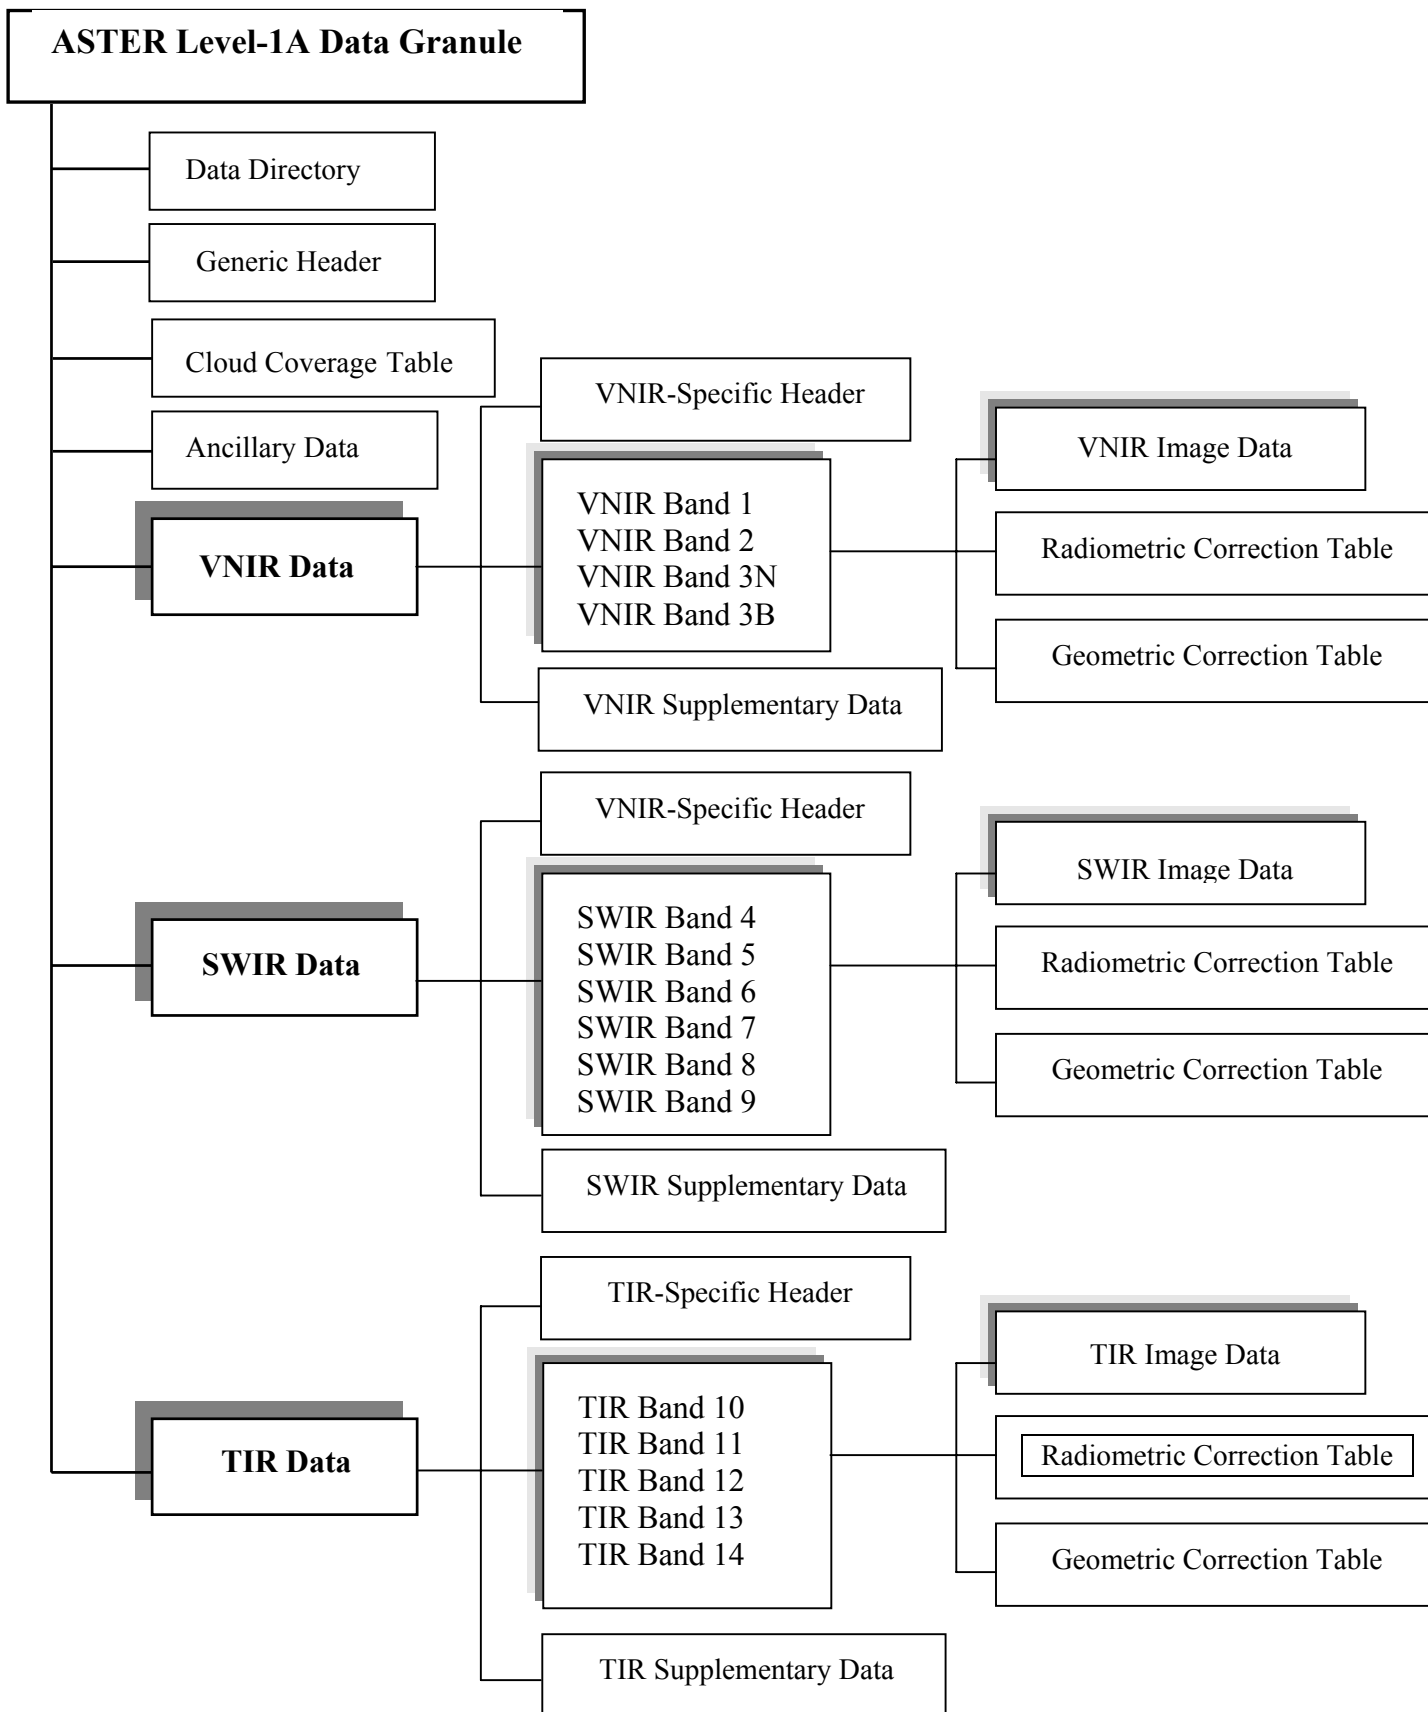 ASTER Level-1A Data Granule
Data Directory
Generic Header
Cloud Coverage Table
Ancillary Data
VNIR Data
VNIR-Specific Header
VNIR Band 1
VNIR Band 2
VNIR Band 3N
VNIR Band 3B
VNIR Supplementary Data
VNIR Image Data
Radiometric Correction Table
Geometric Correction Table
SWIR Data
VNIR-Specific Header
SWIR Band 4
SWIR Band 5
SWIR Band 6
SWIR Band 7
SWIR Band 8
SWIR Band 9
SWIR Supplementary Data
SWIR Image Data
Radiometric Correction Table
Geometric Correction Table
TIR Data
TIR-Specific Header
TIR Band 10
TIR Band 11
TIR Band 12
TIR Band 13
TIR Band 14
TIR Supplementary Data
TIR Image Data
Radiometric Correction Table
Geometric Correction Table